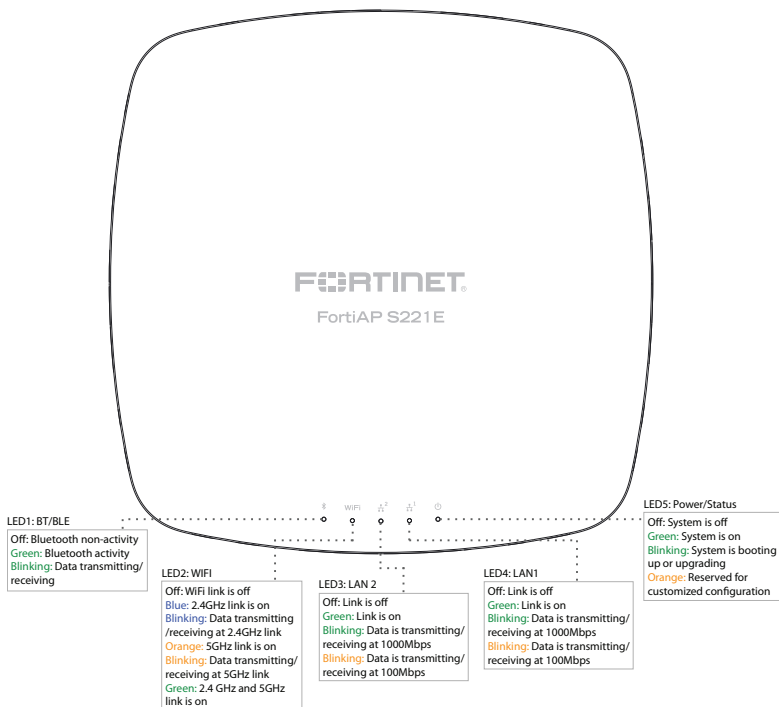 FORTINET®
FortiAP S221E
WiFi
2
1
LED1: BT/BLE
Off: Bluetooth non-activity
Green: Bluetooth activity
Blinking: Data transmitting/
receiving
LED2: WIFI
Off: WiFi link is off
Blue: 2.4GHz link is on
Blinking: Data transmitting
/receiving at 2.4GHz link
Orange: 5GHz link is on
Blinking: Data transmitting/
receiving at 5GHz link
Green: 2.4 GHz and 5GHz
link is on
LED3: LAN 2
Off: Link is off
Green: Link is on
Blinking: Data is transmitting/
receiving at 1000Mbps
Blinking: Data is transmitting/
receiving at 100Mbps
LED4: LAN1
Off: Link is off
Green: Link is on
Blinking: Data is transmitting/
receiving at 1000Mbps
Blinking: Data is transmitting/
receiving at 100Mbps
LED5: Power/Status
Off: System is off
Green: System is on
Blinking: System is booting
up or upgrading
Orange: Reserved for
customized configuration